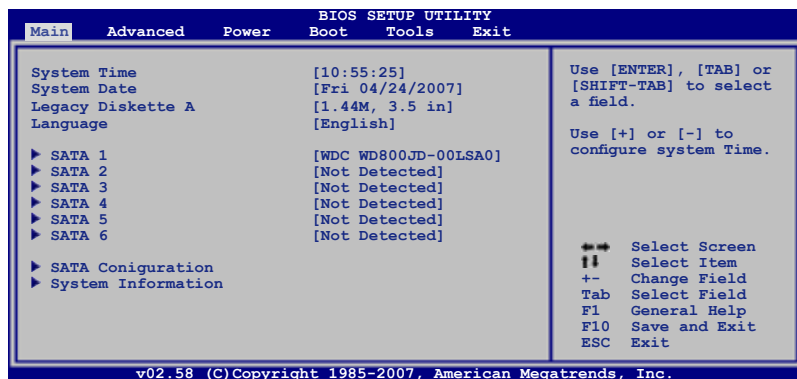 BIOS SETUP UTILITY
Main Advanced Power Boot Tools Exit
System Time [10:55:25]
System Date [Fri 04/24/2007]
Legacy Diskette A [1.44M, 3.5 in]
Language [English]
SATA 1 [WDC WD800JD-00LSA0]
SATA 2 [Not Detected]
SATA 3 [Not Detected]
SATA 4 [Not Detected]
SATA 5 [Not Detected]
SATA 6 [Not Detected]
SATA Coniguration
System Information
Use [ENTER], [TAB] or
[SHIFT-TAB] to select
a field.
Use [+] or [-] to
configure system Time.
Select Screen
Select Item
+- Change Field
Tab Select Field
F1 General Help
F10 Save and Exit
ESC Exit
v02.58 (C)Copyright 1985-2007, American Megatrends, Inc.